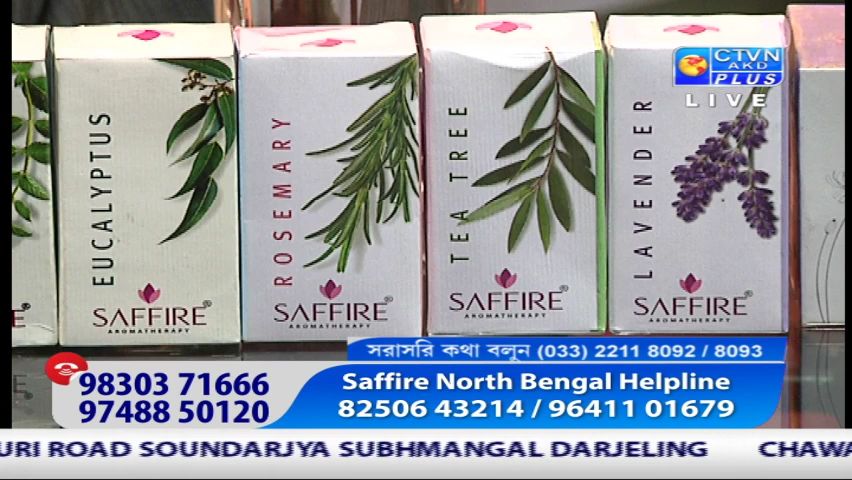 CTVN
AKD
PLUS
LIVE
EUCALYPTUS
SAFFIRE®
AROMATHERAPY
ROSEMARY
SAFFIRE®
AROMATHERAPY
TEA TREE
SAFFIRE®
AROMATHERAPY
LAVENDER
SAFFIRE®
AROMATHERAPY
সরাসরি কথা বলুন (033) 2211 8092 / 8093
98303 71666
97488 50120
Saffire North Bengal Helpline
82506 43214 / 96411 01679
URI ROAD SOUNDARJYA SUBHMANGAL DARJELING CHAWA